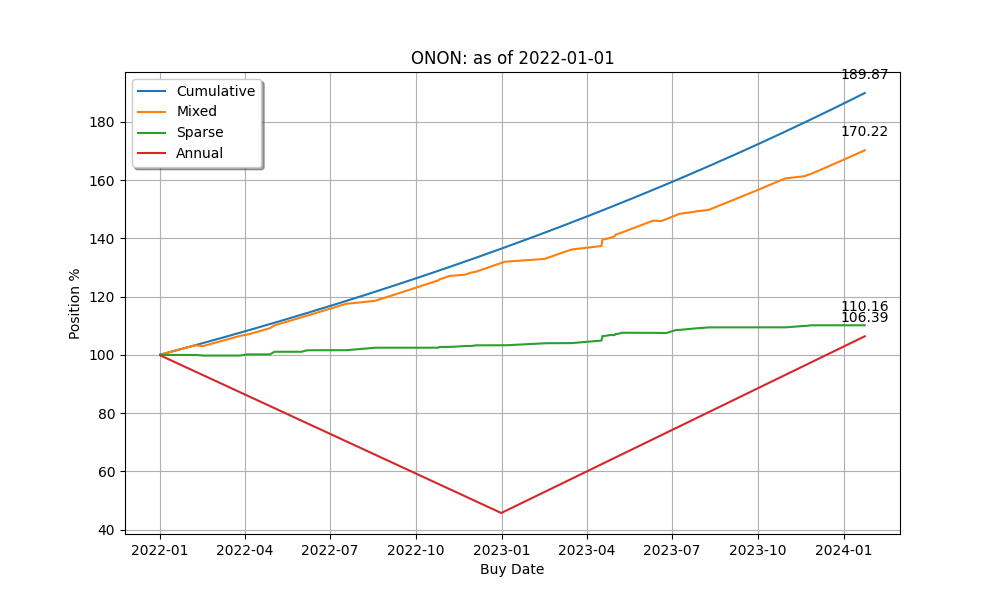 ONON: as of 2022-01-01
189.87
Cumulative
Mixed
Sparse
Annual
170.22
110.16
106.39
180
160
140
120
100
80
60
40
Position %
2022-01 2022-04 2022-07 2022-10 2023-01 2023-04 2023-07 2023-10 2024-01
Buy Date